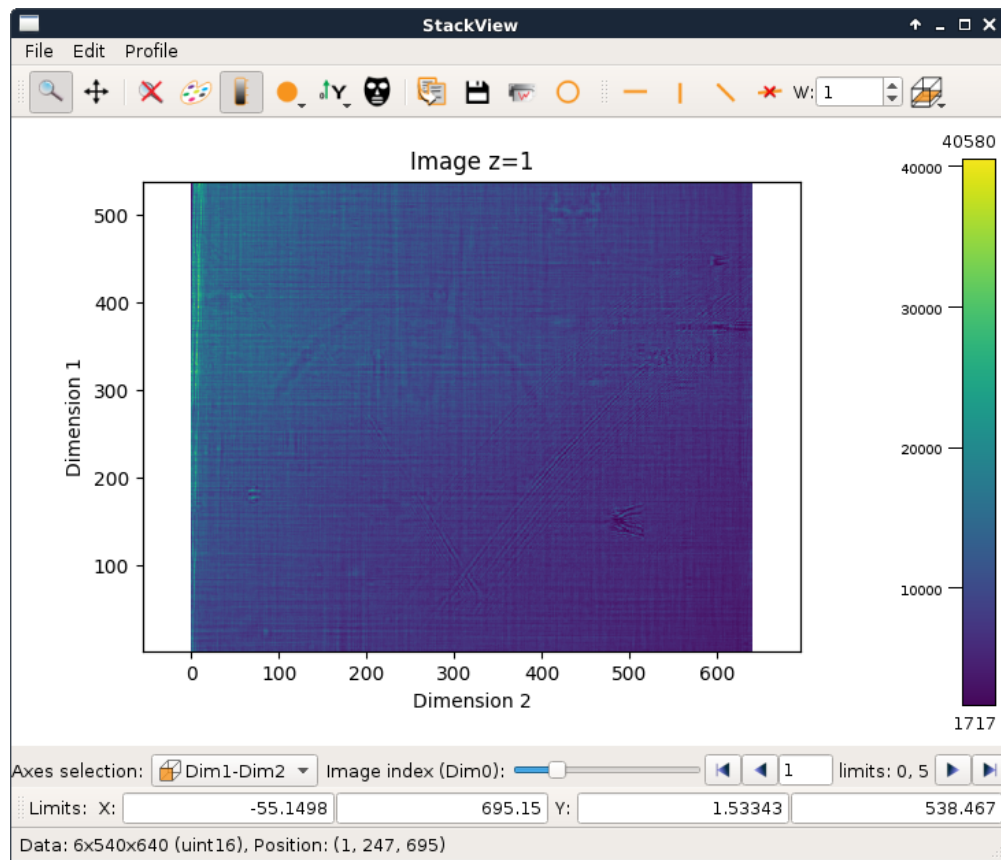 StackView
File Edit Profile
W: 1
Image z=1
40580
40000
30000
20000
10000
1717
500
400
300
200
100
Dimension 1
0 100 200 300 400 500 600
Dimension 2
Axes selection: Dim1-Dim2 Image index (Dim0): 1 limits: 0, 5
Limits: X: -55.1498 695.15 Y: 1.53343 538.467
Data: 6x540x640 (uint16), Position: (1, 247, 695)